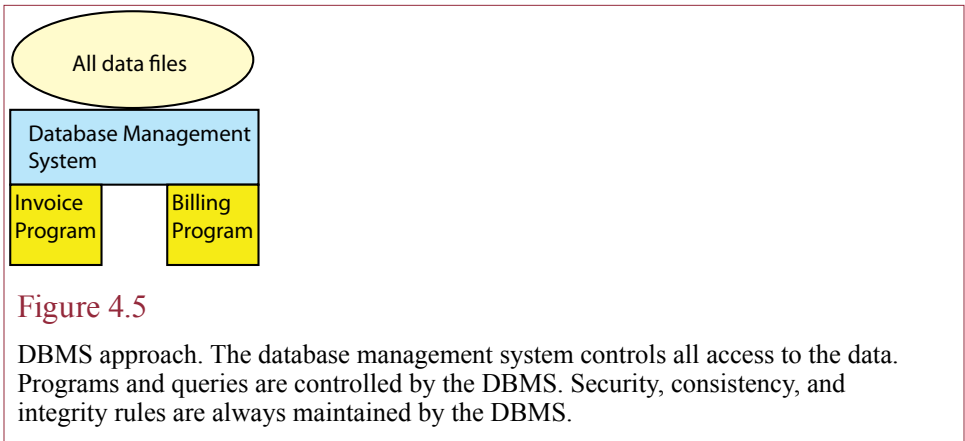 All data files
Database Management
System
Invoice
Program
Billing
Program
Figure 4.5
DBMS approach. The database management system controls all access to the data.
Programs and queries are controlled by the DBMS. Security, consistency, and
integrity rules are always maintained by the DBMS.